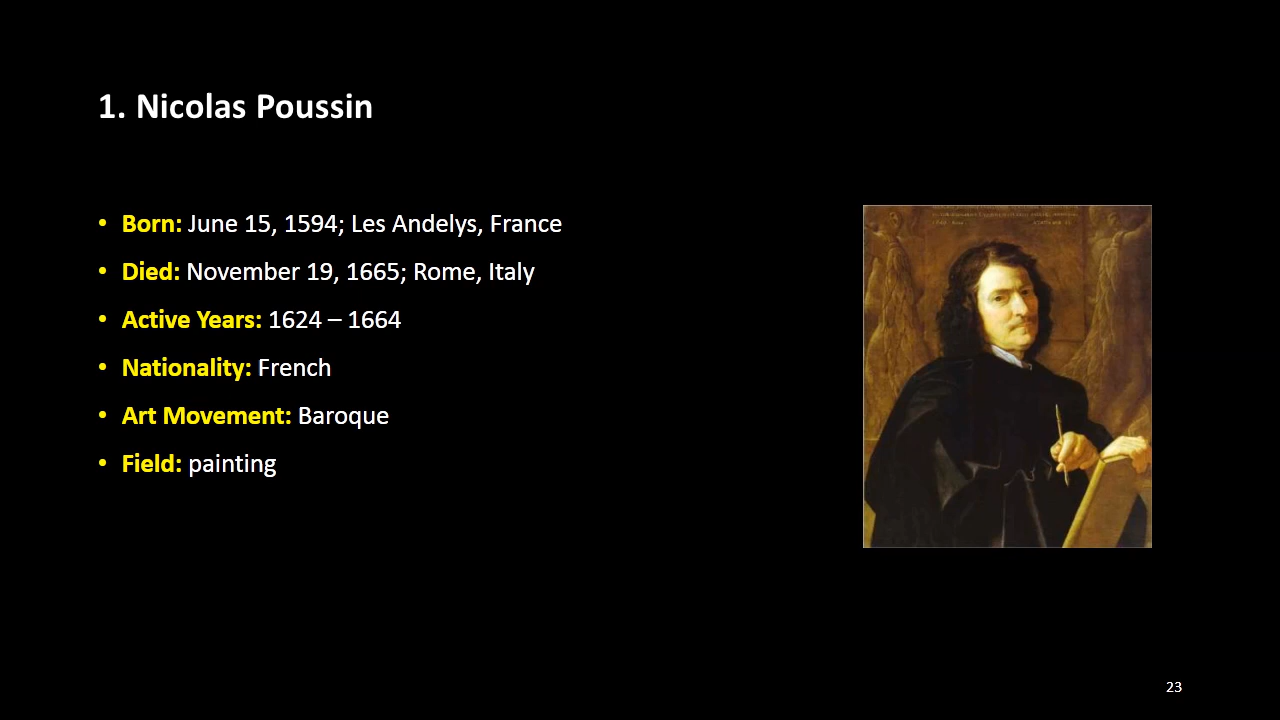 1. Nicolas Poussin
• Born: June 15, 1594; Les Andelys, France
• Died: November 19, 1665; Rome, Italy
• Active Years: 1624 – 1664
• Nationality: French
• Art Movement: Baroque
• Field: painting
23